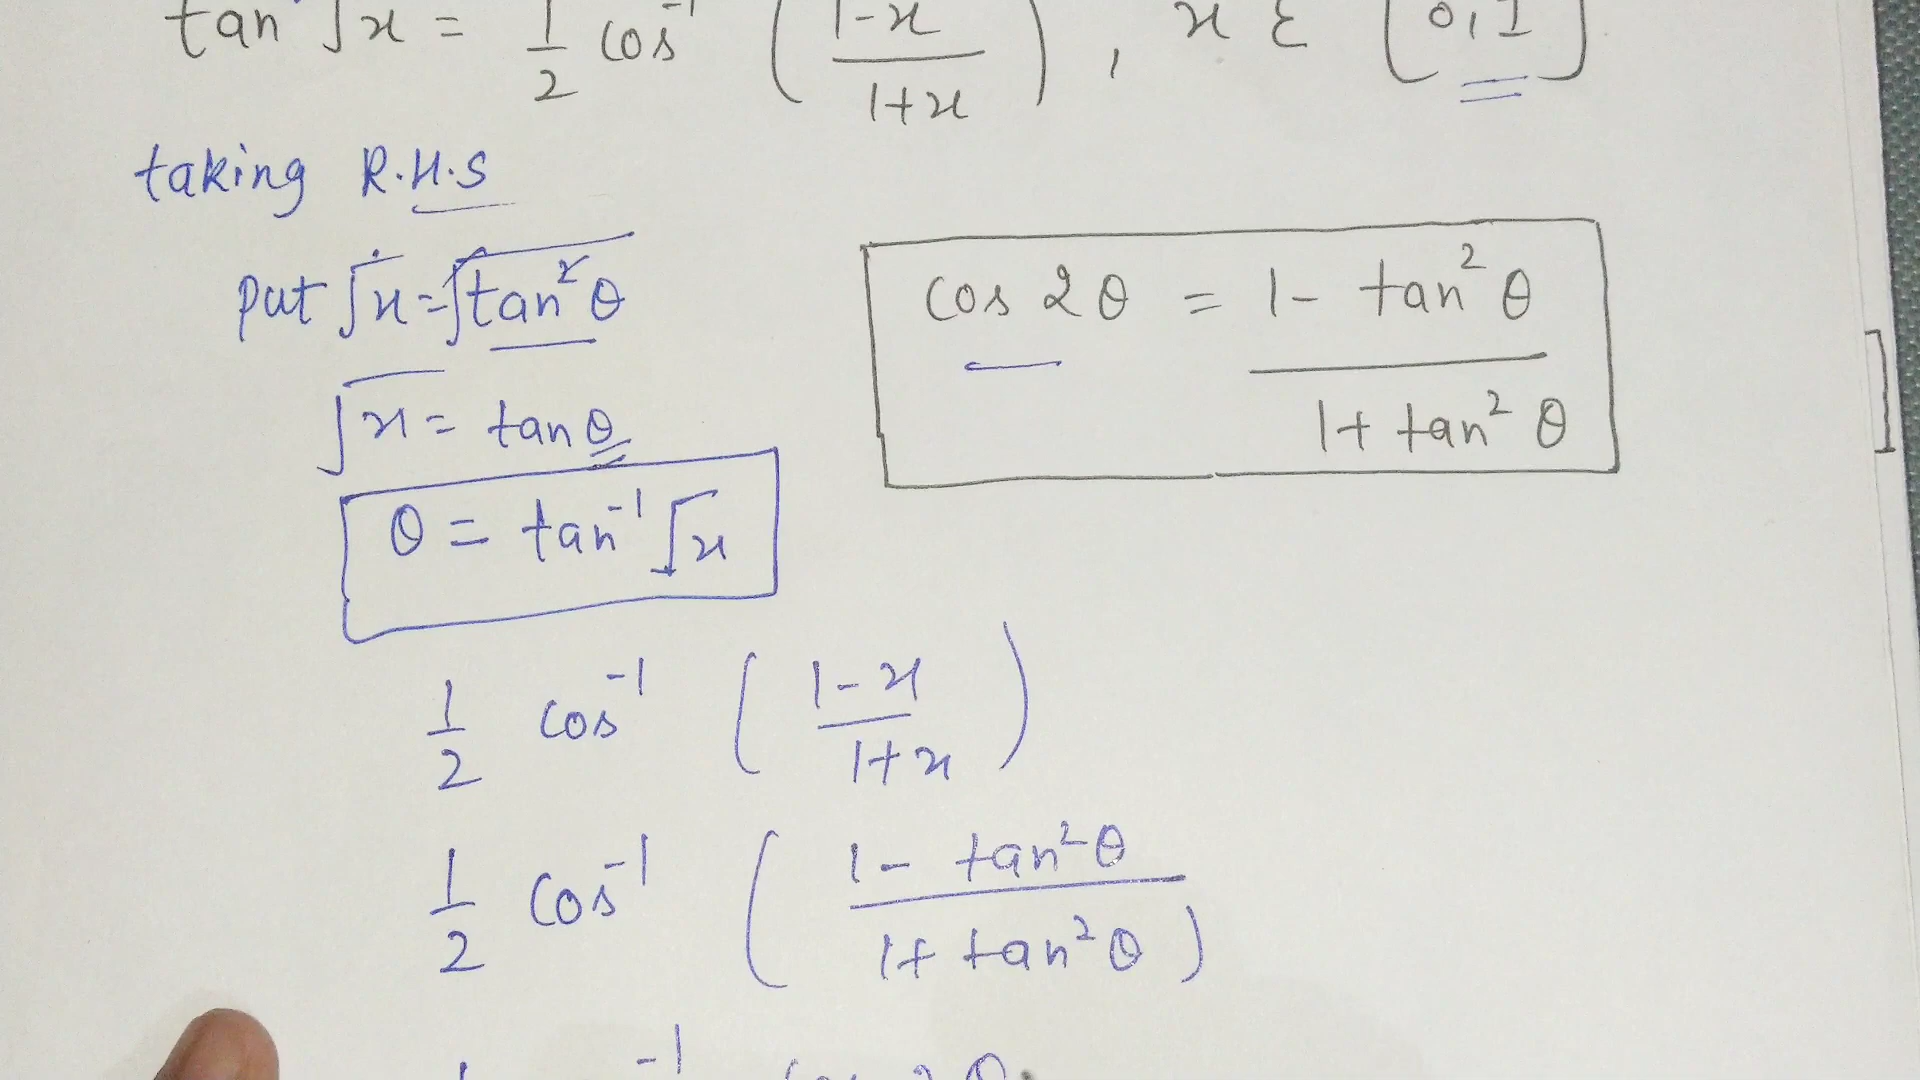 tan⁻¹ √x = 1/2 cos⁻¹ ( 1-x / 1+x ) , x ε [ 0,1 ]
taking R.H.S
put √x = √tan²θ
cos 2θ = 1 - tan²θ / 1 + tan²θ
√x = tan θ
θ = tan⁻¹ √x
1/2 cos⁻¹ ( 1-x / 1+x )
1/2 cos⁻¹ ( 1 - tan²θ / 1 + tan²θ )